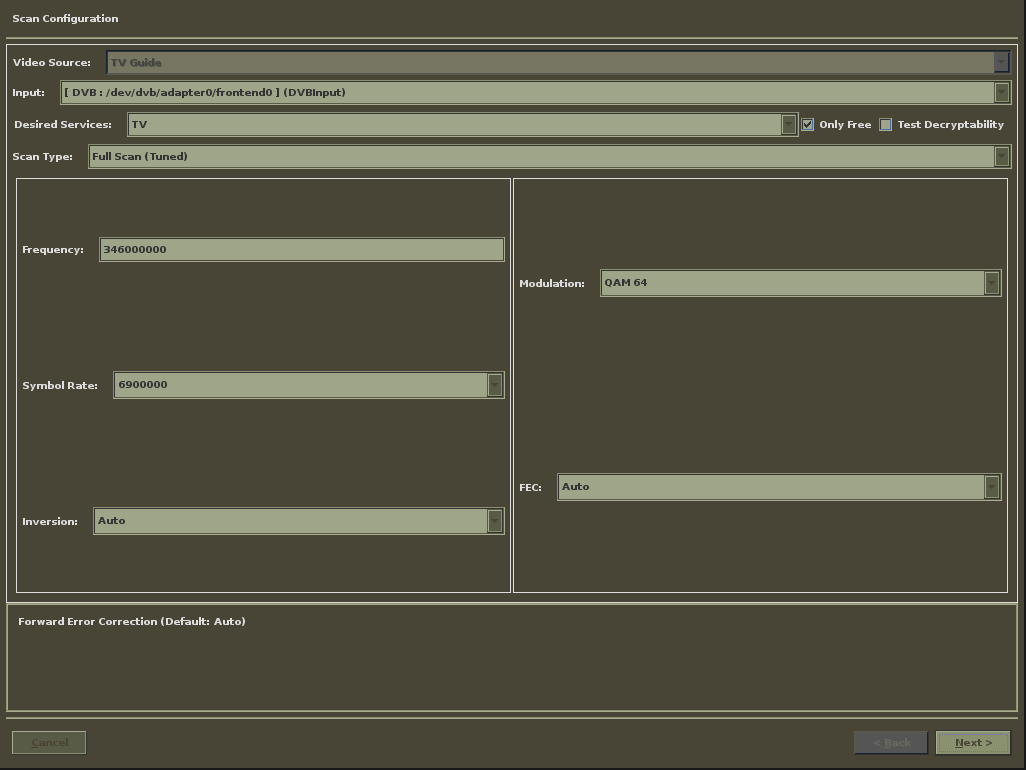 Scan Configuration
Video Source: TV Guide
Input: [ DVB : /dev/dvb/adapter0/frontend0 ] (DVBInput)
Desired Services: TV Only Free Test Decryptability
Scan Type: Full Scan (Tuned)
Frequency: 346000000
Modulation: QAM 64
Symbol Rate: 6900000
FEC: Auto
Inversion: Auto
Forward Error Correction (Default: Auto)
Cancel < Back Next >